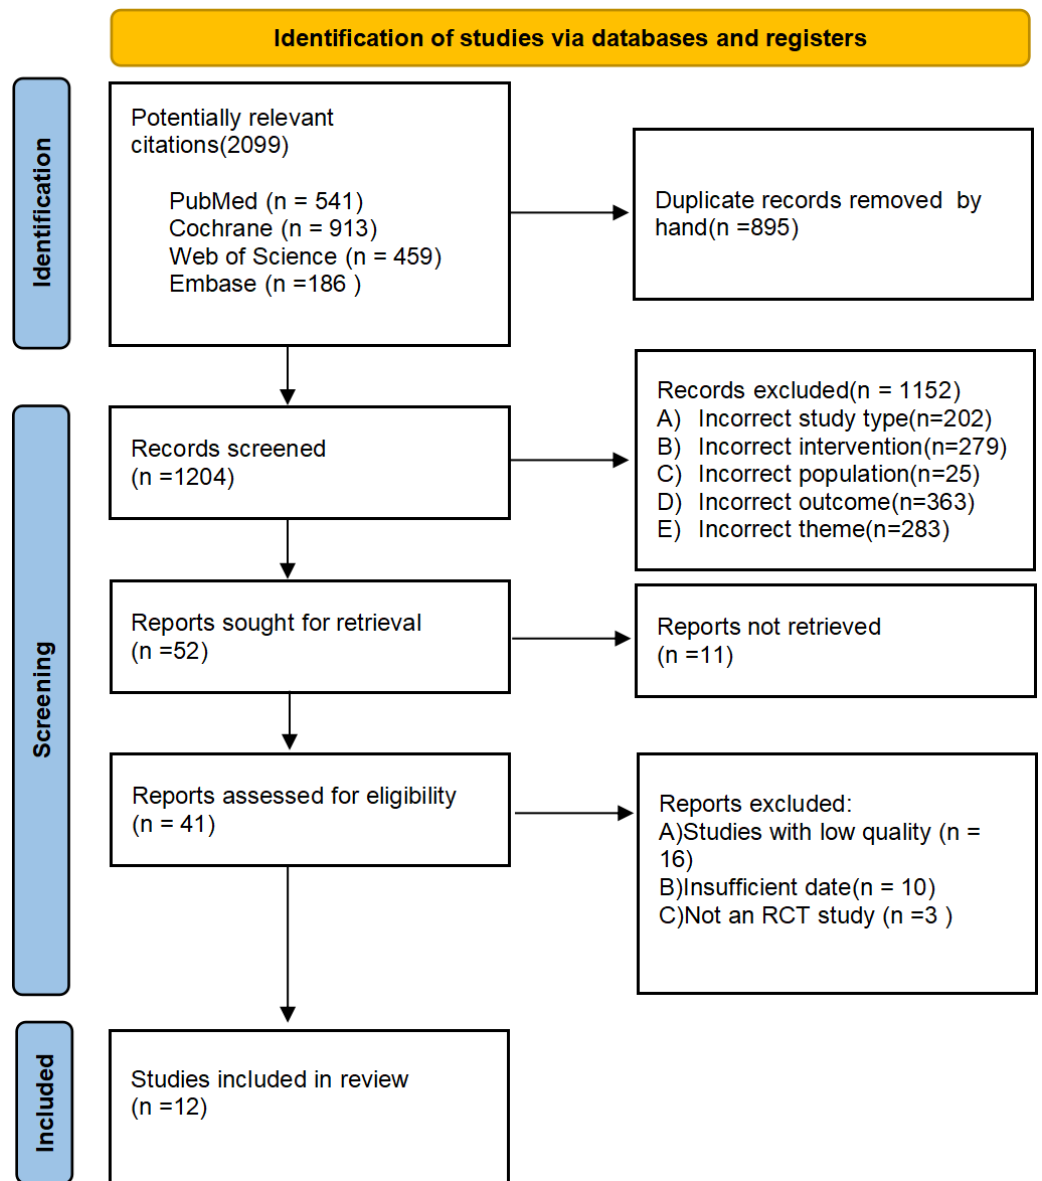 Identification of studies via databases and registers
Identification
Potentially relevant
citations(2099)
PubMed (n = 541)
Cochrane (n = 913)
Web of Science (n = 459)
Embase (n =186 )
Duplicate records removed  by
hand(n =895)
Screening
Records screened
(n =1204)
Records excluded(n = 1152)
A) Incorrect study type(n=202)
B) Incorrect intervention(n=279)
C) Incorrect population(n=25)
D) Incorrect outcome(n=363)
E) Incorrect theme(n=283)
Reports sought for retrieval
(n =52)
Reports not retrieved
(n =11)
Reports assessed for eligibility
(n = 41)
Reports excluded:
A)Studies with low quality (n =
16)
B)Insufficient date(n = 10)
C)Not an RCT study (n =3 )
Included
Studies included in review
(n =12)